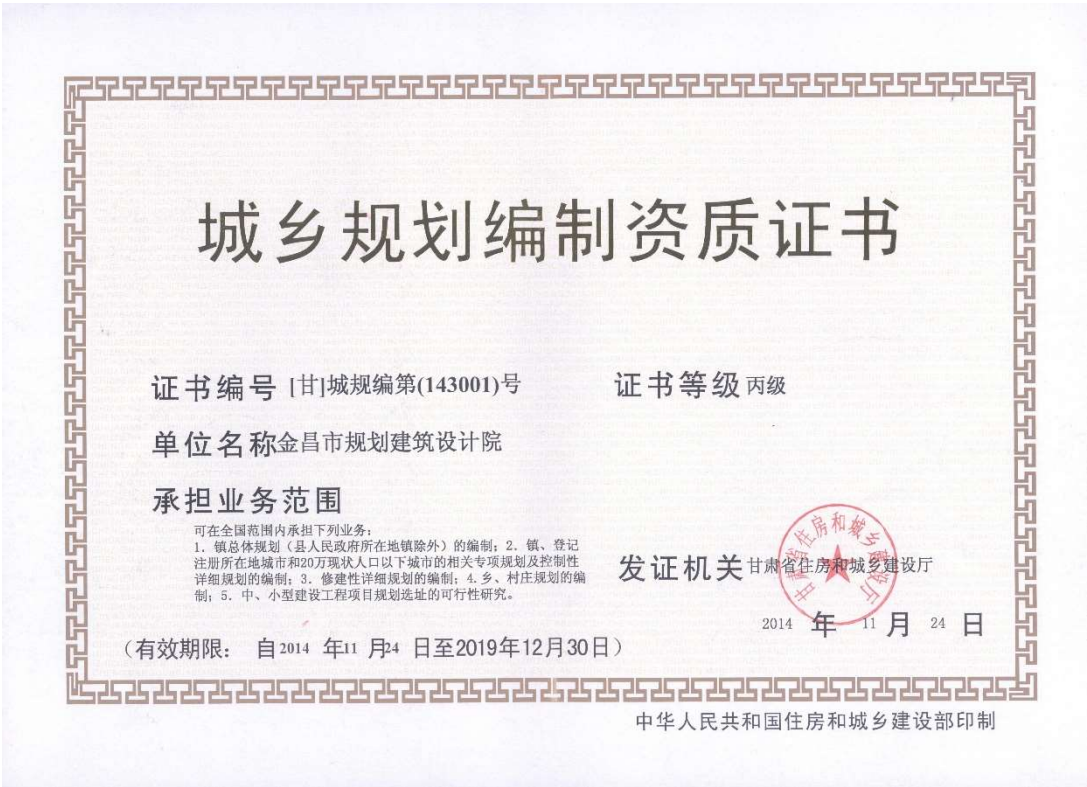 城乡规划编制资质证书
证书编号 [甘]城规编第(143001)号
证书等级 丙级
单位名称 金昌市规划建筑设计院
承担业务范围
可在全国范围内承担下列业务：
1．镇总体规划（县人民政府所在地镇除外）的编制；2．镇、登记
注册所在地城市和20万现状人口以下城市的相关专项规划及控制性
详细规划的编制；3．修建性详细规划的编制；4.乡、村庄规划的编
制；5．中、小型建设工程项目规划选址的可行性研究。
发证机关 甘肃省住房和城乡建设厅
甘肃省住房和城乡建设厅
2014 年 11 月 24 日
（有效期限： 自2014 年11 月24 日至2019年12月30日）
中华人民共和国住房和城乡建设部印制